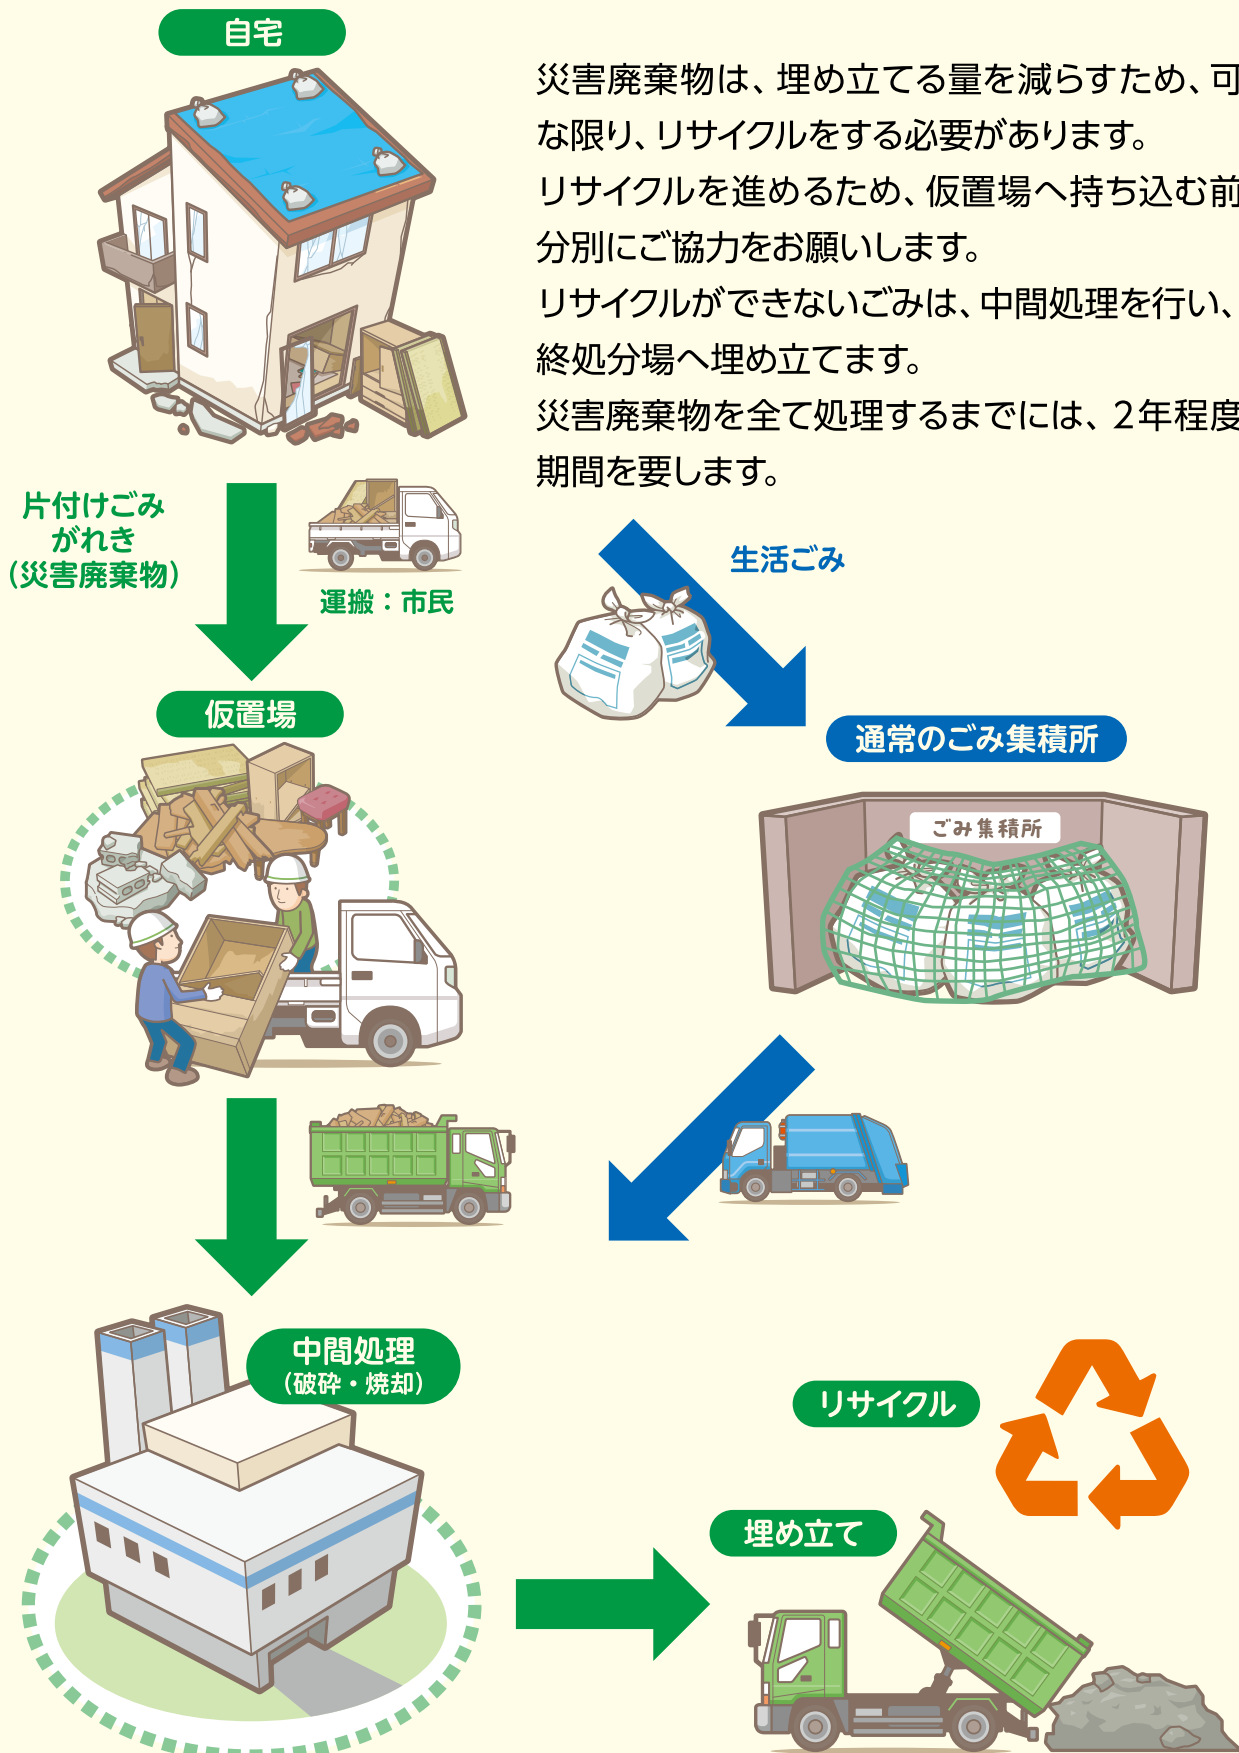 自宅
災害廃棄物は、埋め立てる量を減らすため、可
な限り、リサイクルをする必要があります。
リサイクルを進めるため、仮置場へ持ち込む前
分別にご協力をお願いします。
リサイクルができないごみは、中間処理を行い、
終処分場へ埋め立てます。
災害廃棄物を全て処理するまでには、2年程度
期間を要します。
片付けごみ
がれき
(災害廃棄物)
運搬：市民
生活ごみ
仮置場
通常のごみ集積所
ごみ集積所
中間処理
(破砕・焼却)
リサイクル
埋め立て